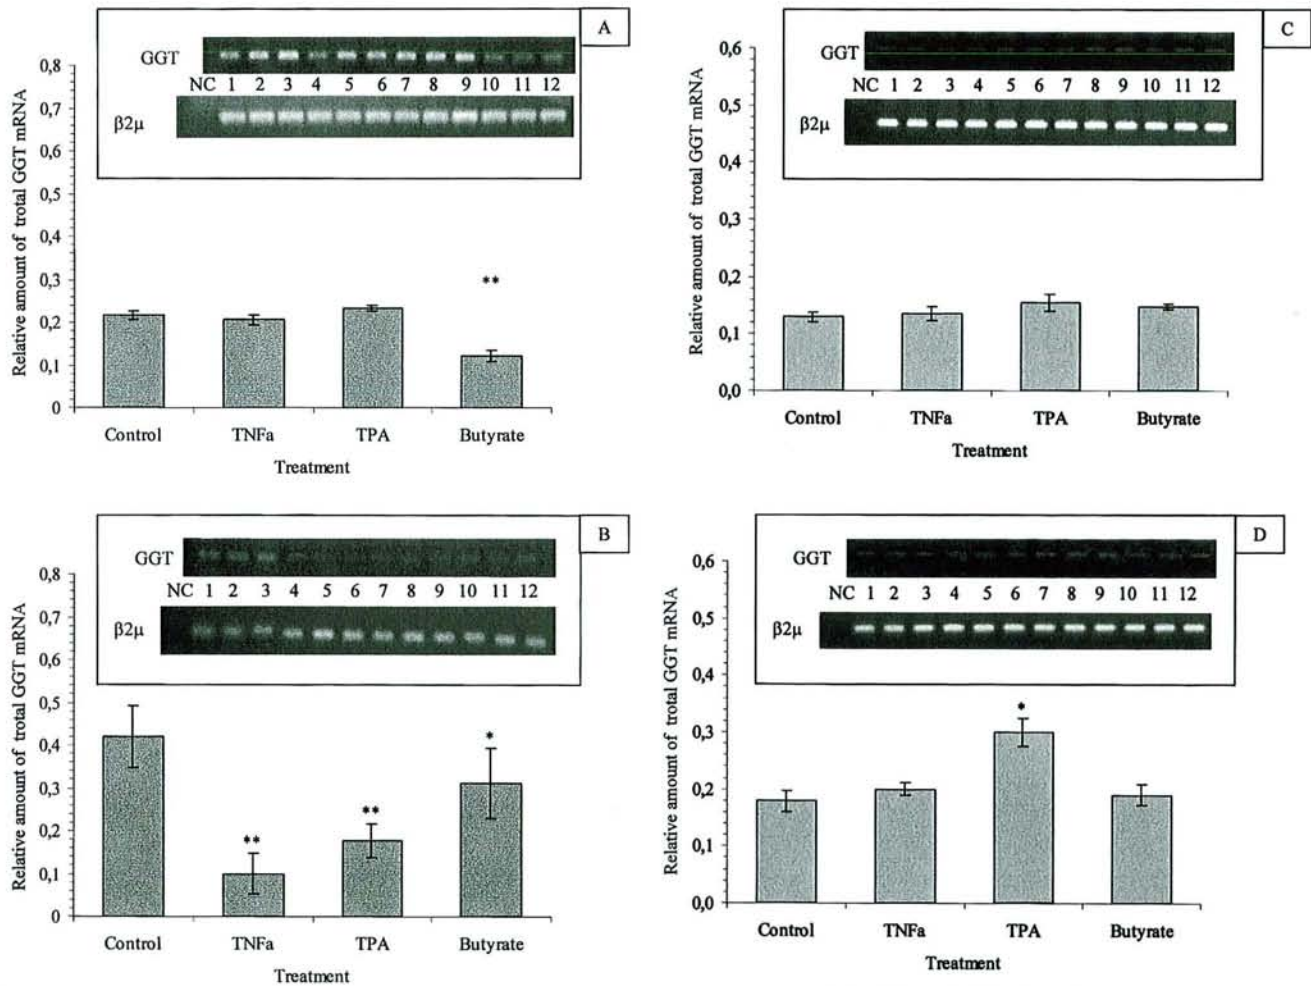 A
GGT
NC 1 2 3 4 5 6 7 8 9 10 11 12
β2μ
Relative amount of trotal GGT mRNA
0,8
0,7
0,6
0,5
0,4
0,3
0,2
0,1
0
**
Control TNFa TPA Butyrate
Treatment
C
GGT
NC 1 2 3 4 5 6 7 8 9 10 11 12
β2μ
Relative amount of trotal GGT mRNA
0,6
0,5
0,4
0,3
0,2
0,1
0,0
Control TNFa TPA Butyrate
Treatment
B
GGT
NC 1 2 3 4 5 6 7 8 9 10 11 12
β2μ
Relative amount of trotal GGT mRNA
0,8
0,7
0,6
0,5
0,4
0,3
0,2
0,1
0
** ** *
Control TNFa TPA Butyrate
Treatment
D
GGT
NC 1 2 3 4 5 6 7 8 9 10 11 12
β2μ
Relative amount of trotal GGT mRNA
0,6
0,5
0,4
0,3
0,2
0,1
0,0
*
Control TNFa TPA Butyrate
Treatment